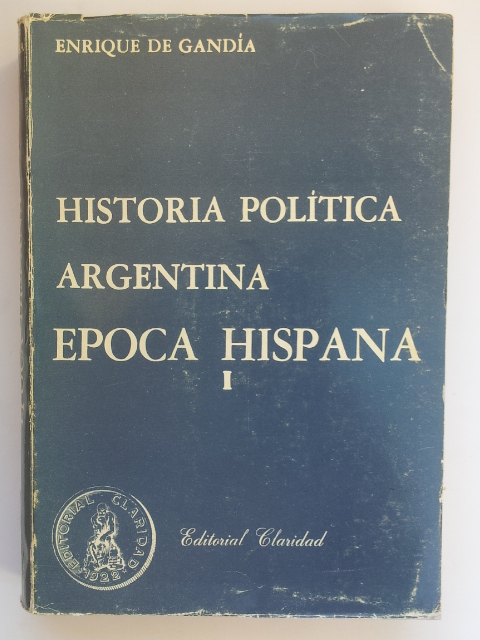 ENRIQUE DE GANDÍA
HISTORIA POLÍTICA
ARGENTINA
EPOCA HISPANA
I
EDITORIAL CLARIDAD
1922
Editorial Claridad